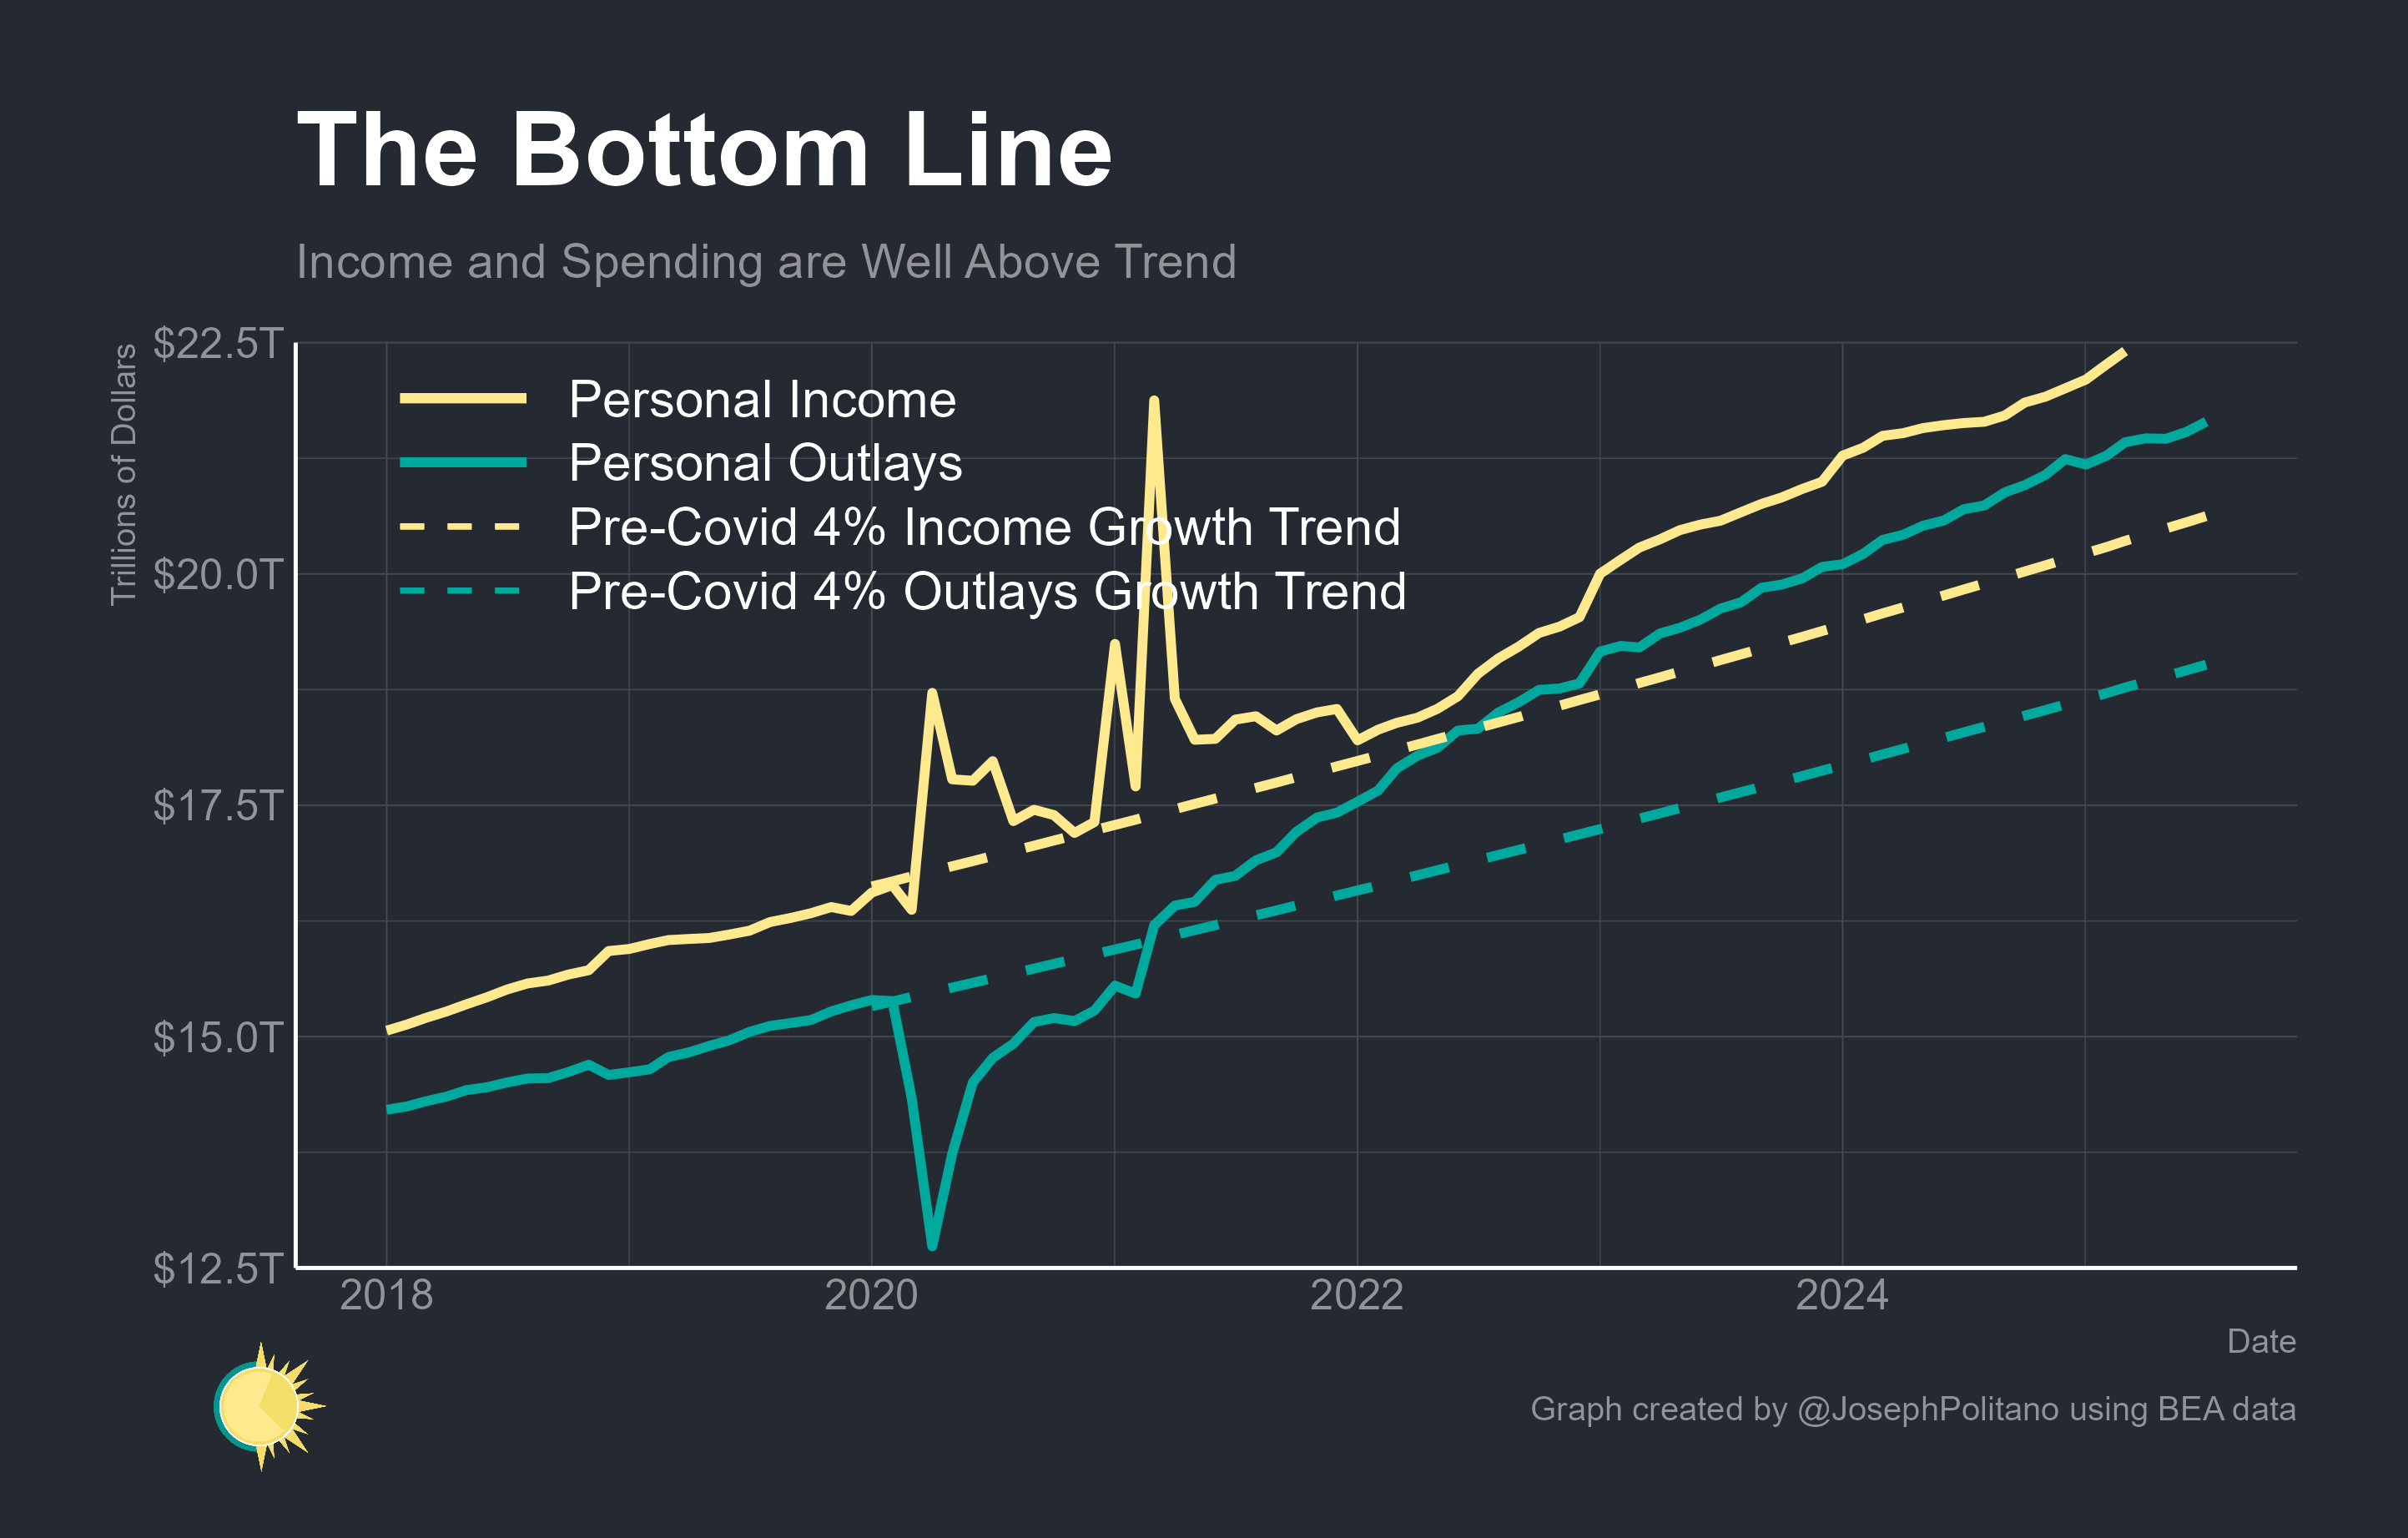 The Bottom Line
Income and Spending are Well Above Trend
Trillions of Dollars
$22.5T
$20.0T
$17.5T
$15.0T
$12.5T
Personal Income
Personal Outlays
Pre-Covid 4% Income Growth Trend
Pre-Covid 4% Outlays Growth Trend
2018 2020 2022 2024
Date
Graph created by @JosephPolitano using BEA data